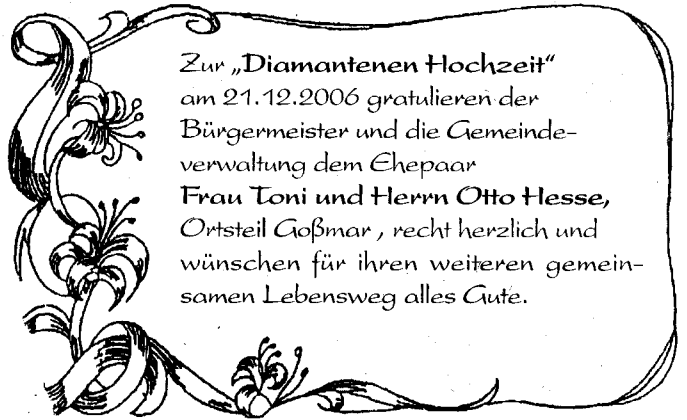 Zur „Diamantenen Hochzeit“
am 21.12.2006 gratulieren der
Bürgermeister und die Gemeinde-
verwaltung dem Ehepaar
Frau Toni und Herrn Otto Hesse,
Ortsteil Goßmar , recht herzlich und
wünschen für ihren weiteren gemein-
samen Lebensweg alles Gute.